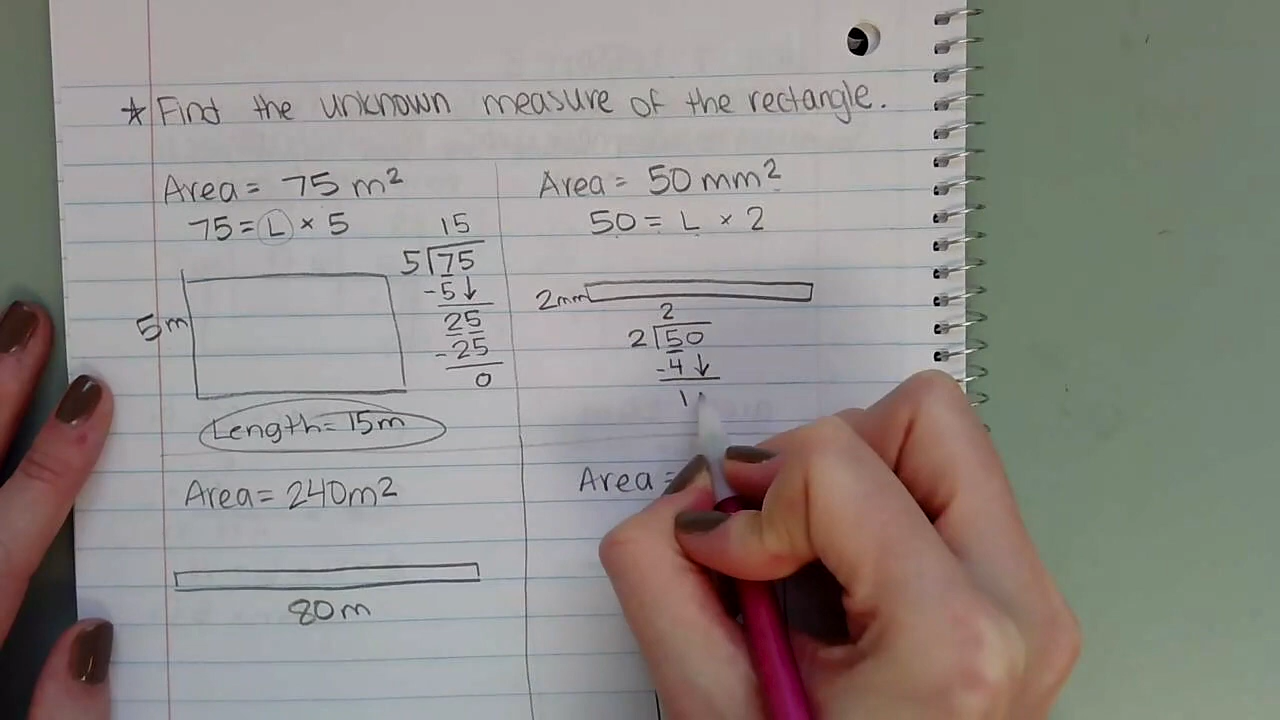 ☆ Find the unknown measure of the rectangle.
Area = 75 m²
75 = L × 5
15
5 75
-5↓
25
-25
0
5m
Length = 15m
Area = 50 mm²
50 = L × 2
2mm
2
2 50
-4↓
1
Area = 240m²
80m
Area =